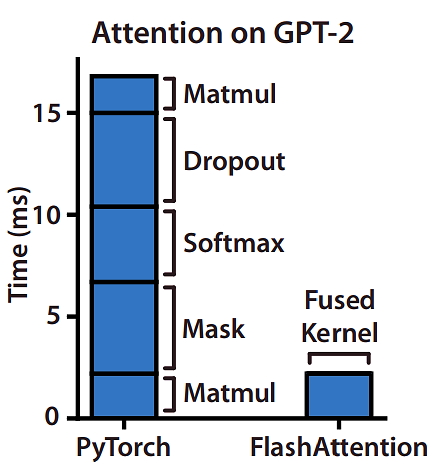 Attention on GPT-2
Time (ms)
15
10
5
0
Matmul
Dropout
Softmax
Mask
Matmul
Fused
Kernel
PyTorch
FlashAttention